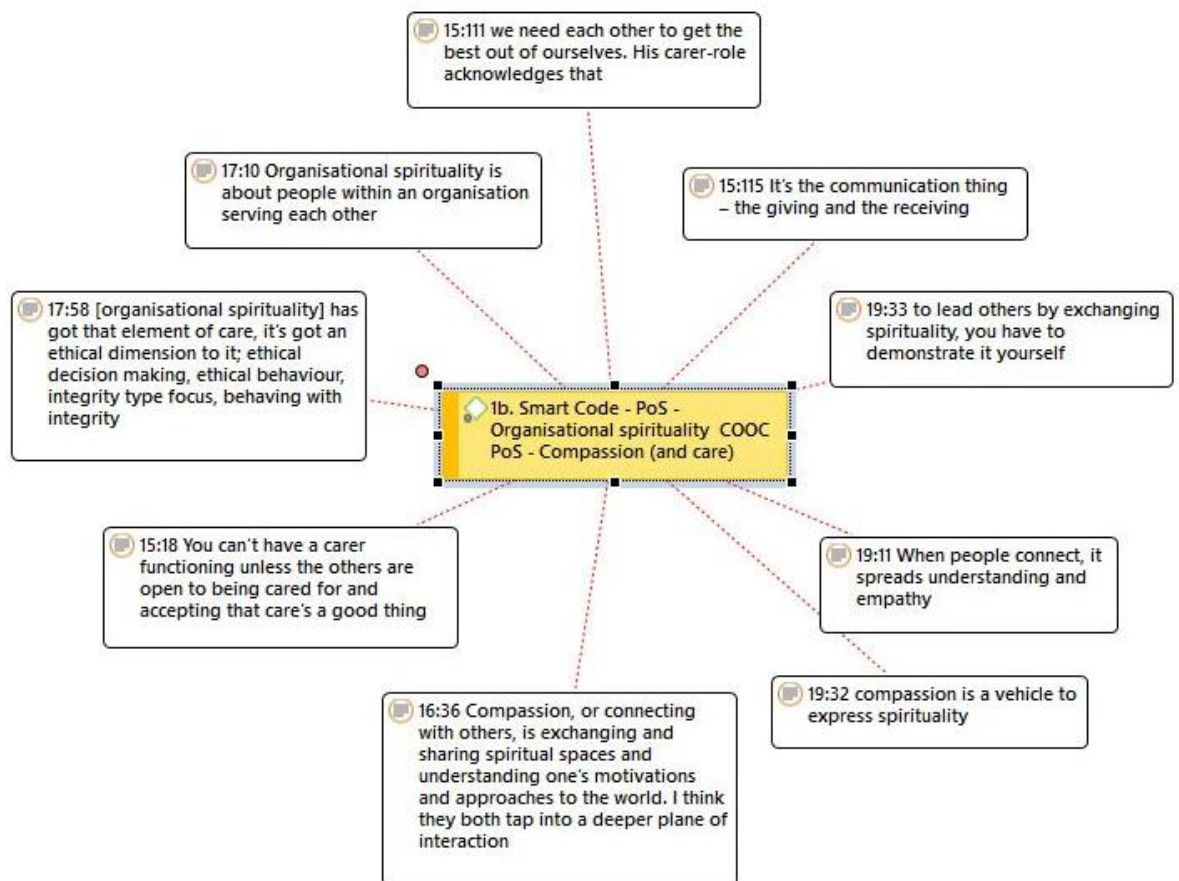 15:111 we need each other to get the
best out of ourselves. His carer-role
acknowledges that
17:10 Organisational spirituality is
about people within an organisation
serving each other
15:115 It's the communication thing
– the giving and the receiving
17:58 [organisational spirituality] has
got that element of care, it's got an
ethical dimension to it; ethical
decision making, ethical behaviour,
integrity type focus, behaving with
integrity
19:33 to lead others by exchanging
spirituality, you have to
demonstrate it yourself
1b. Smart Code - PoS -
Organisational spirituality COOC
PoS - Compassion (and care)
15:18 You can't have a carer
functioning unless the others are
open to being cared for and
accepting that care's a good thing
19:11 When people connect, it
spreads understanding and
empathy
16:36 Compassion, or connecting
with others, is exchanging and
sharing spiritual spaces and
understanding one's motivations
and approaches to the world. I think
they both tap into a deeper plane of
interaction
19:32 compassion is a vehicle to
express spirituality